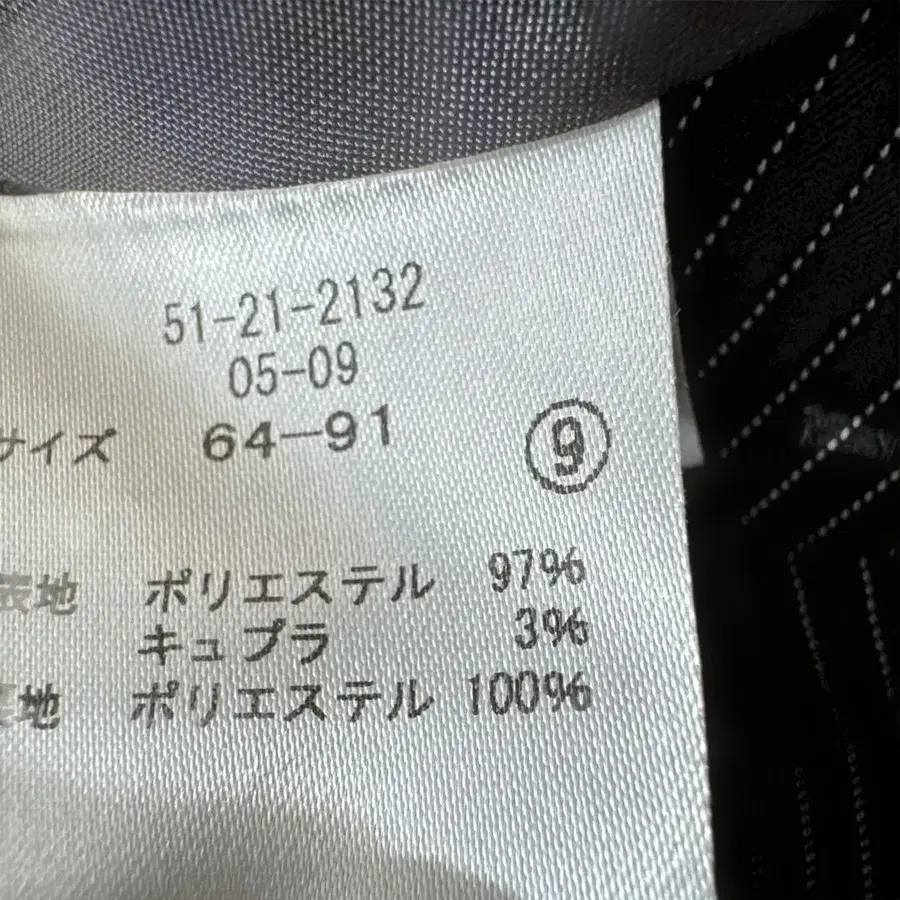 51-21-2132
05-09
サイズ 64-91 ⑨
表地 ポリエステル 97%
キュプラ 3%
裏地 ポリエステル 100%